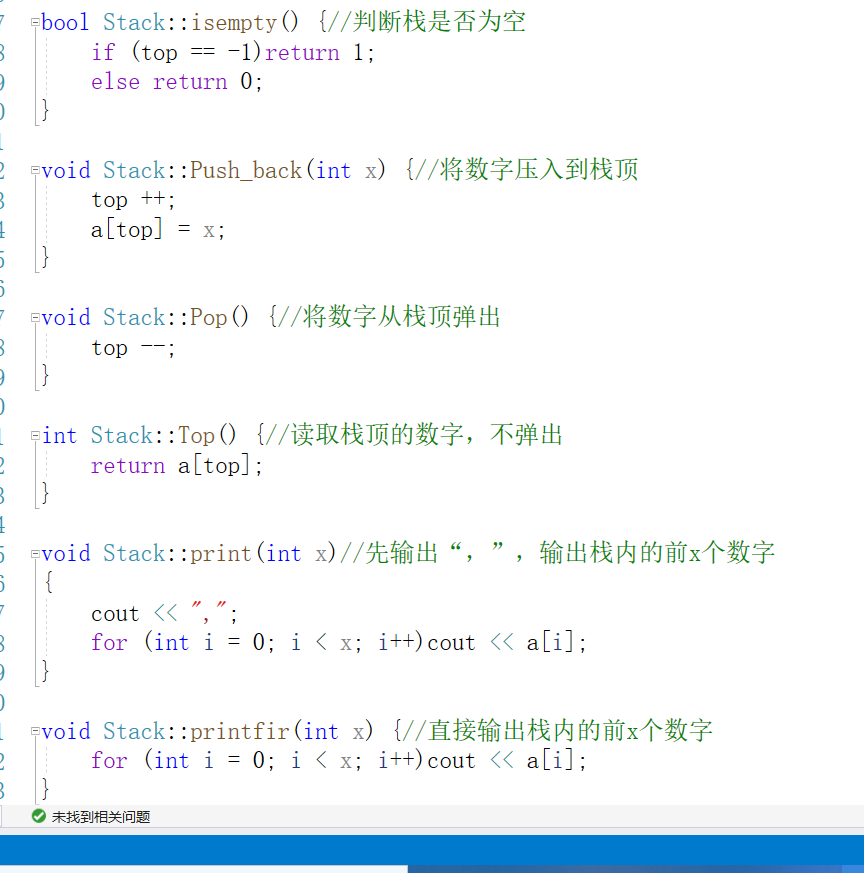 bool Stack::isempty() {//判断栈是否为空
if (top == -1)return 1;
else return 0;
}
void Stack::Push_back(int x) {//将数字压入到栈顶
top ++;
a[top] = x;
}
void Stack::Pop() {//将数字从栈顶弹出
top --;
}
int Stack::Top() {//读取栈顶的数字，不弹出
return a[top];
}
void Stack::print(int x)//先输出“，”，输出栈内的前x个数字
{
cout << ",";
for (int i = 0; i < x; i++)cout << a[i];
}
void Stack::printfir(int x) {//直接输出栈内的前x个数字
for (int i = 0; i < x; i++)cout << a[i];
}
未找到相关问题